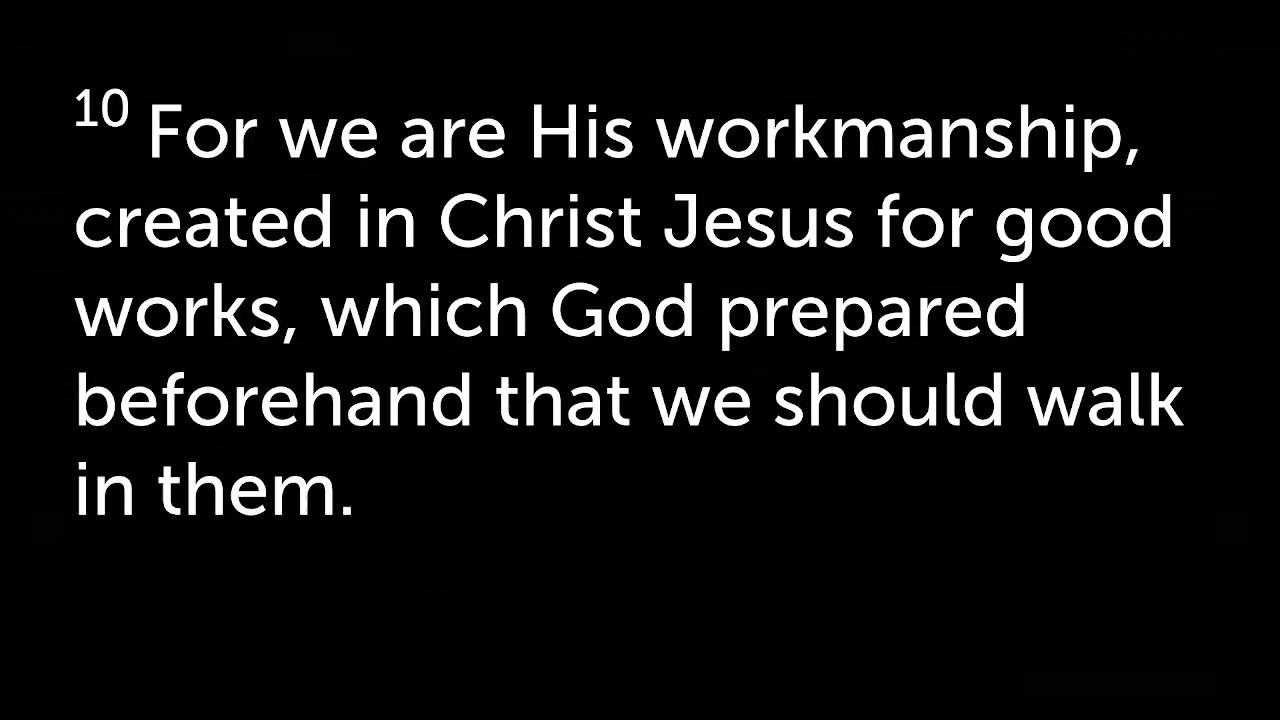 10 For we are His workmanship,
created in Christ Jesus for good
works, which God prepared
beforehand that we should walk
in them.